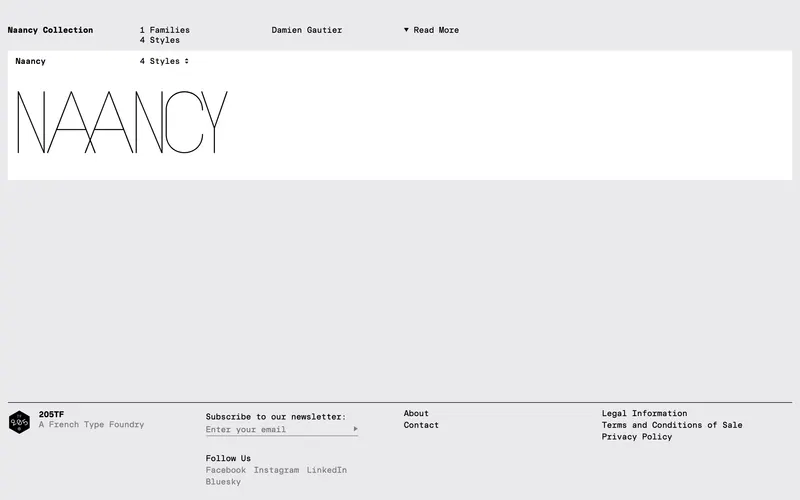 Naancy Collection
1 Families
4 Styles
Damien Gautier
▼ Read More
Naancy
4 Styles
NAANCY
205
205TF
A French Type Foundry
Subscribe to our newsletter:
Enter your email
Follow Us
Facebook Instagram LinkedIn
Bluesky
About
Contact
Legal Information
Terms and Conditions of Sale
Privacy Policy